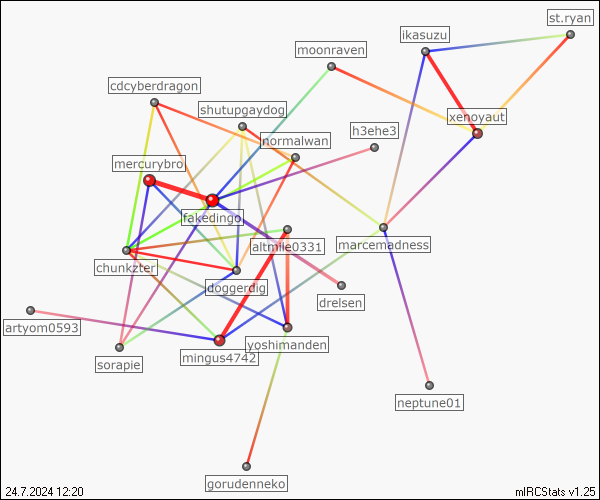 st.ryan
ikasuzu
moonraven
cdcyberdragon
shutupgaydog
xenoyaut
h3ehe3
normalwan
mercurybro
fakedingo
altmile0331
marcemadness
chunkzter
doggerdig
drelsen
artyom0593
yoshimanden
mingus4742
sorapie
neptune01
gorudenneko
24.7.2024 12:20
mIRCStats v1.25